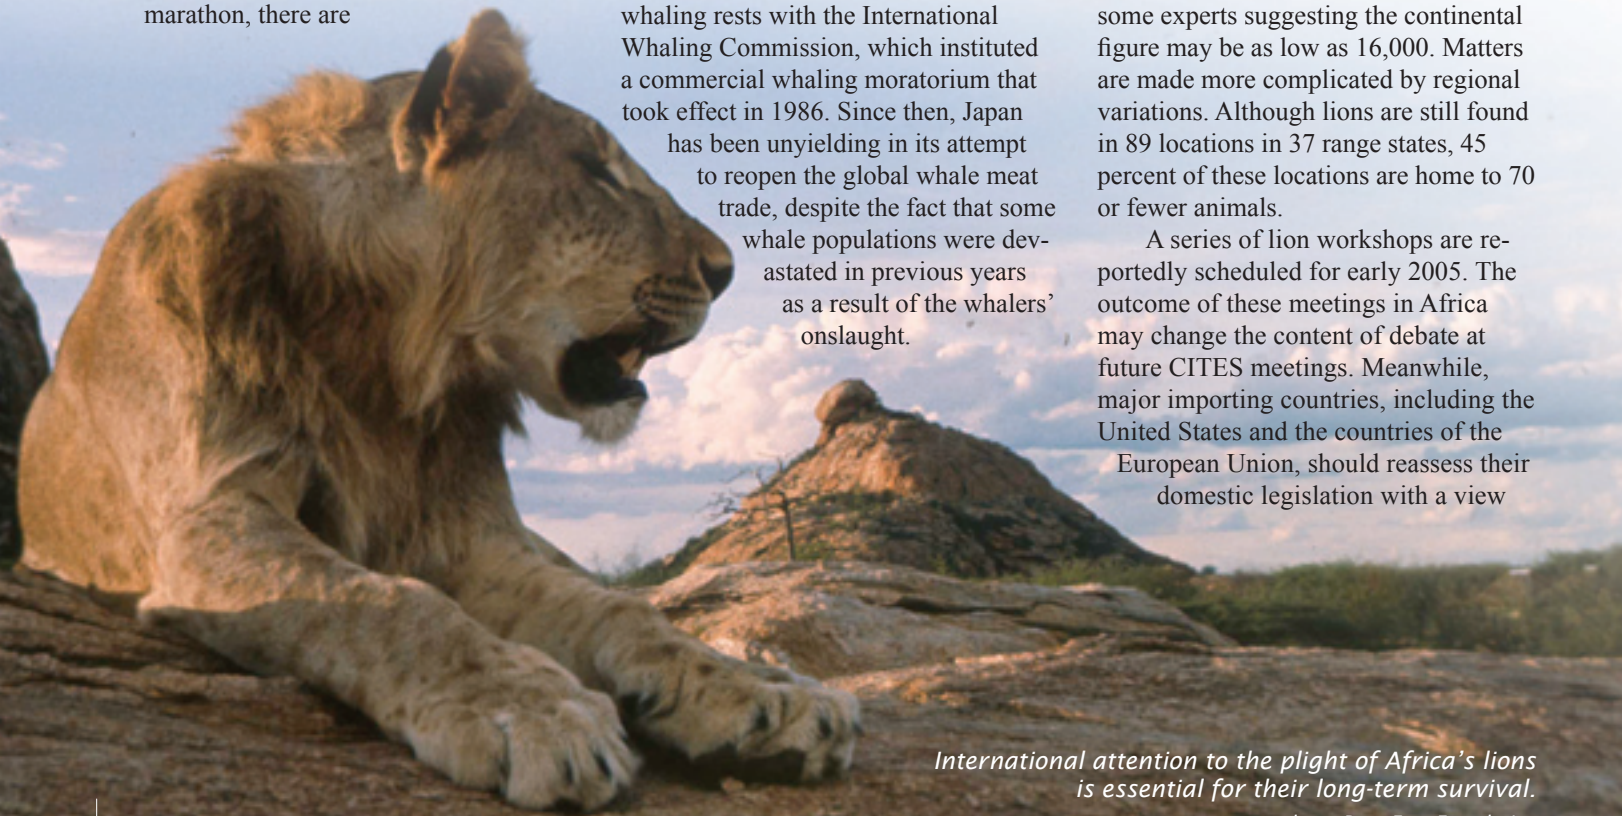 marathon, there are
whaling rests with the International
Whaling Commission, which instituted
a commercial whaling moratorium that
took effect in 1986. Since then, Japan
has been unyielding in its attempt
to reopen the global whale meat
trade, despite the fact that some
whale populations were dev-
astated in previous years
as a result of the whalers’
onslaught.
some experts suggesting the continental
figure may be as low as 16,000. Matters
are made more complicated by regional
variations. Although lions are still found
in 89 locations in 37 range states, 45
percent of these locations are home to 70
or fewer animals.
A series of lion workshops are re-
portedly scheduled for early 2005. The
outcome of these meetings in Africa
may change the content of debate at
future CITES meetings. Meanwhile,
major importing countries, including the
United States and the countries of the
European Union, should reassess their
domestic legislation with a view
International attention to the plight of Africa’s lions
is essential for their long-term survival.